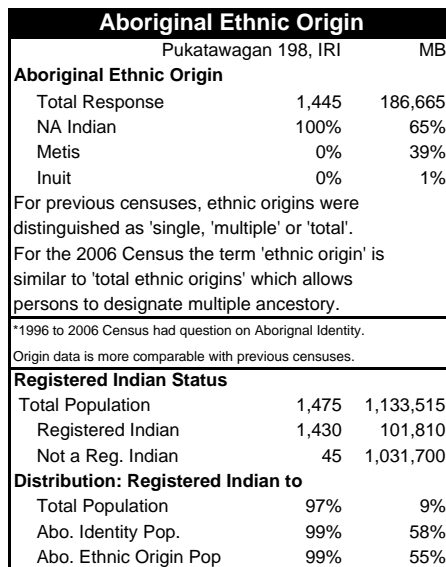 Aboriginal Ethnic Origin
Pukatawagan 198, IRI MB
Aboriginal Ethnic Origin
Total Response 1,445 186,665
NA Indian 100% 65%
Metis 0% 39%
Inuit 0% 1%
For previous censuses, ethnic origins were
distinguished as 'single, 'multiple' or 'total'.
For the 2006 Census the term 'ethnic origin' is
similar to 'total ethnic origins' which allows
persons to designate multiple ancestory.
*1996 to 2006 Census had question on Aborignal Identity.
Origin data is more comparable with previous censuses.
Registered Indian Status
Total Population 1,475 1,133,515
Registered Indian 1,430 101,810
Not a Reg. Indian 45 1,031,700
Distribution: Registered Indian to
Total Population 97% 9%
Abo. Identity Pop. 99% 58%
Abo. Ethnic Origin Pop 99% 55%